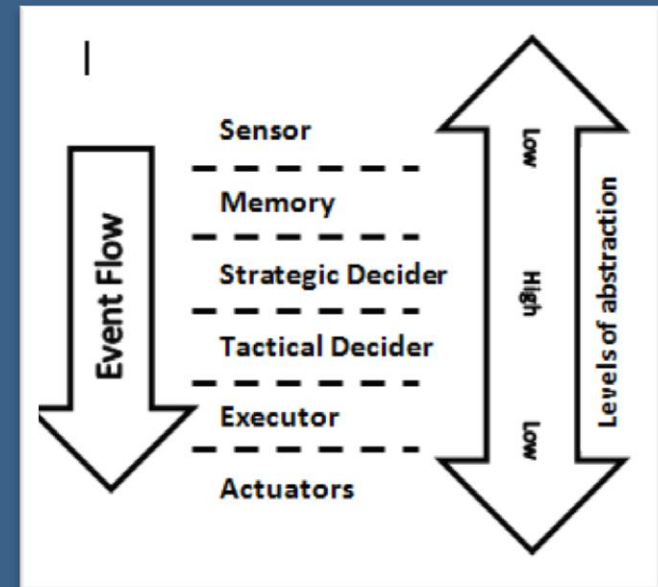 Event Flow
Sensor
Memory
Strategic Decider
Tactical Decider
Executor
Actuators
Low
High
Low
Levels of abstraction